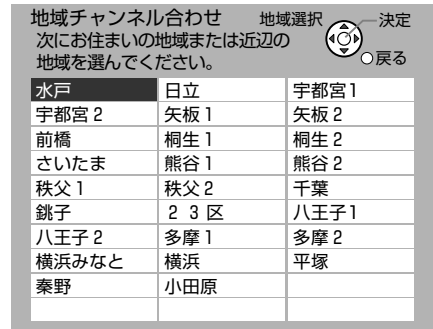 地域チャンネル合わせ 地域選択 決定
次にお住まいの地域または近辺の
地域を選んでください。 戻る
水戸 日立 宇都宮1
宇都宮2 矢板1 矢板2
前橋 桐生1 桐生2
さいたま 熊谷1 熊谷2
秩父1 秩父2 千葉
銚子 23区 八王子1
八王子2 多摩1 多摩2
横浜みなと 横浜 平塚
秦野 小田原